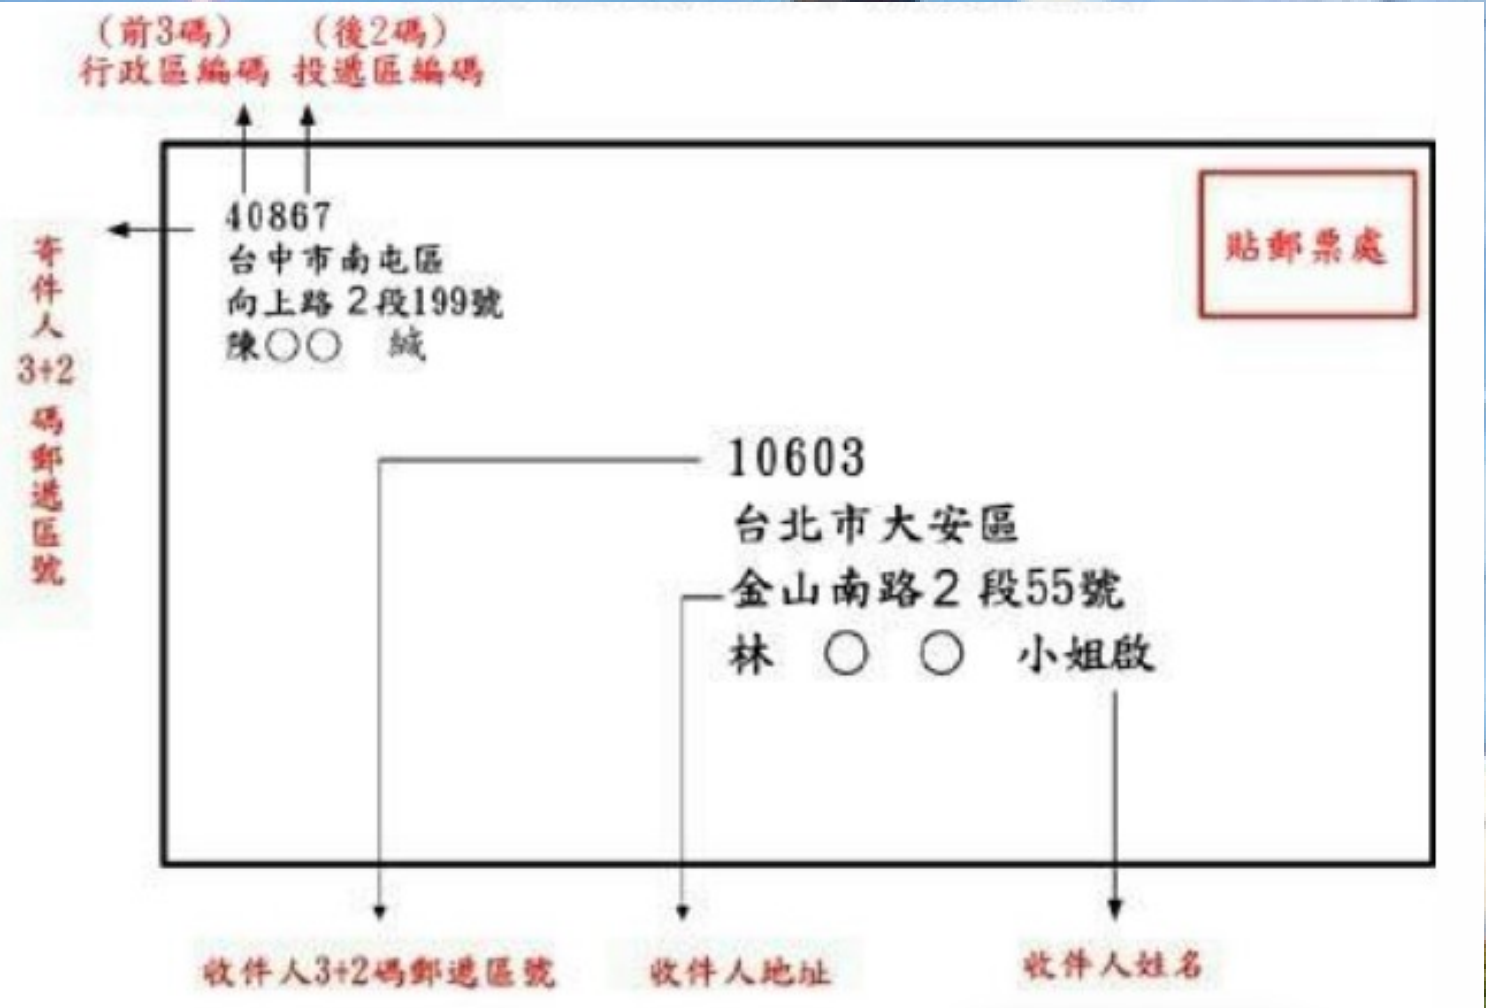 (前3碼) (後2碼)
行政區編碼 投遞區編碼
40867
台中市南屯區
向上路2段199號
陳○○ 緘
貼郵票處
寄件人3+2碼郵遞區號
10603
台北市大安區
金山南路2段55號
林 ○ ○ 小姐啟
收件人3+2碼郵遞區號
收件人地址
收件人姓名